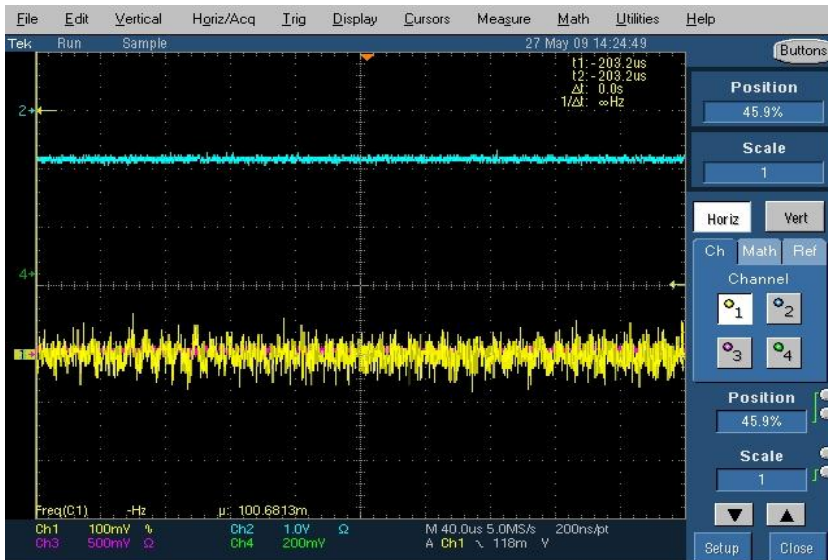 File Edit Vertical Horiz/Acq Trig Display Cursors Measure Math Utilities Help
Tek Run Sample 27 May 09 14:24:49
Buttons
t1: -203.2us
t2: -203.2us
Δt: 0.0s
1/Δt: ∞Hz
Position
45.9%
Scale
1
Horiz Vert
Ch Math Ref
Channel
1 2
3 4
Position
45.9%
Scale
1
Setup Close
2
4
1
Freq(C1) -Hz μ: 100.6813m
Ch1 100mV Ch2 1.0V Ω M 40.0us 5.0MS/s 200ns/pt
Ch3 500mV Ω Ch4 200mV A Ch1 \ 118m V